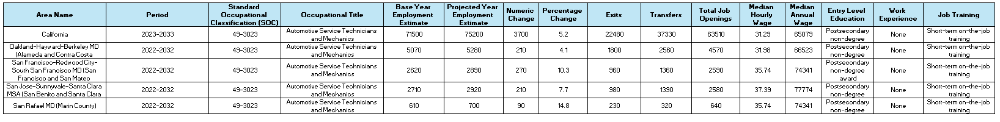 Area Name Period Standard Occupational Classification (SOC) Occupational Title Base Year Employment Estimate Projected Year Employment Estimate Numeric Change Percentage Change Exits Transfers Total Job Openings Median Hourly Wage Median Annual Wage Entry Level Education Work Experience Job Training
California 2023-2033 49-3023 Automotive Service Technicians and Mechanics 71500 75200 3700 5.2 22480 37330 63510 31.29 65079 Postsecondary non-degree None Short-term on-the-job training
Oakland-Hayward-Berkeley MD (Alameda and Contra Costa 2022-2032 49-3023 Automotive Service Technicians and Mechanics 5070 5280 210 4.1 1800 2560 4570 31.98 66523 Postsecondary non-degree None Short-term on-the-job training
San Francisco-Redwood City-South San Francisco MD (San Francisco and San Mateo 2022-2032 49-3023 Automotive Service Technicians and Mechanics 2620 2890 270 10.3 960 1360 2590 35.74 74341 Postsecondary non-degree award None Short-term on-the-job training
San Jose-Sunnyvale-Santa Clara MSA (San Benito and Santa Clara 2022-2032 49-3023 Automotive Service Technicians and Mechanics 2710 2920 210 7.7 980 1390 2580 37.39 77774 Postsecondary non-degree None Short-term on-the-job training
San Rafael MD (Marin County) 2022-2032 49-3023 Automotive Service Technicians and Mechanics 610 700 90 14.8 230 320 640 35.74 74341 Postsecondary non-degree None Short-term on-the-job training